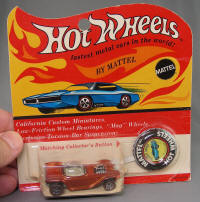 Hot Wheels
fastest metal cars in the world!
BY MATTEL
MATTEL
California Custom Miniatures
Low-Friction Wheel Bearings, "Mag" Wheels,
Exclusive Torsion-Bar Suspension!
Matching Collector's Button